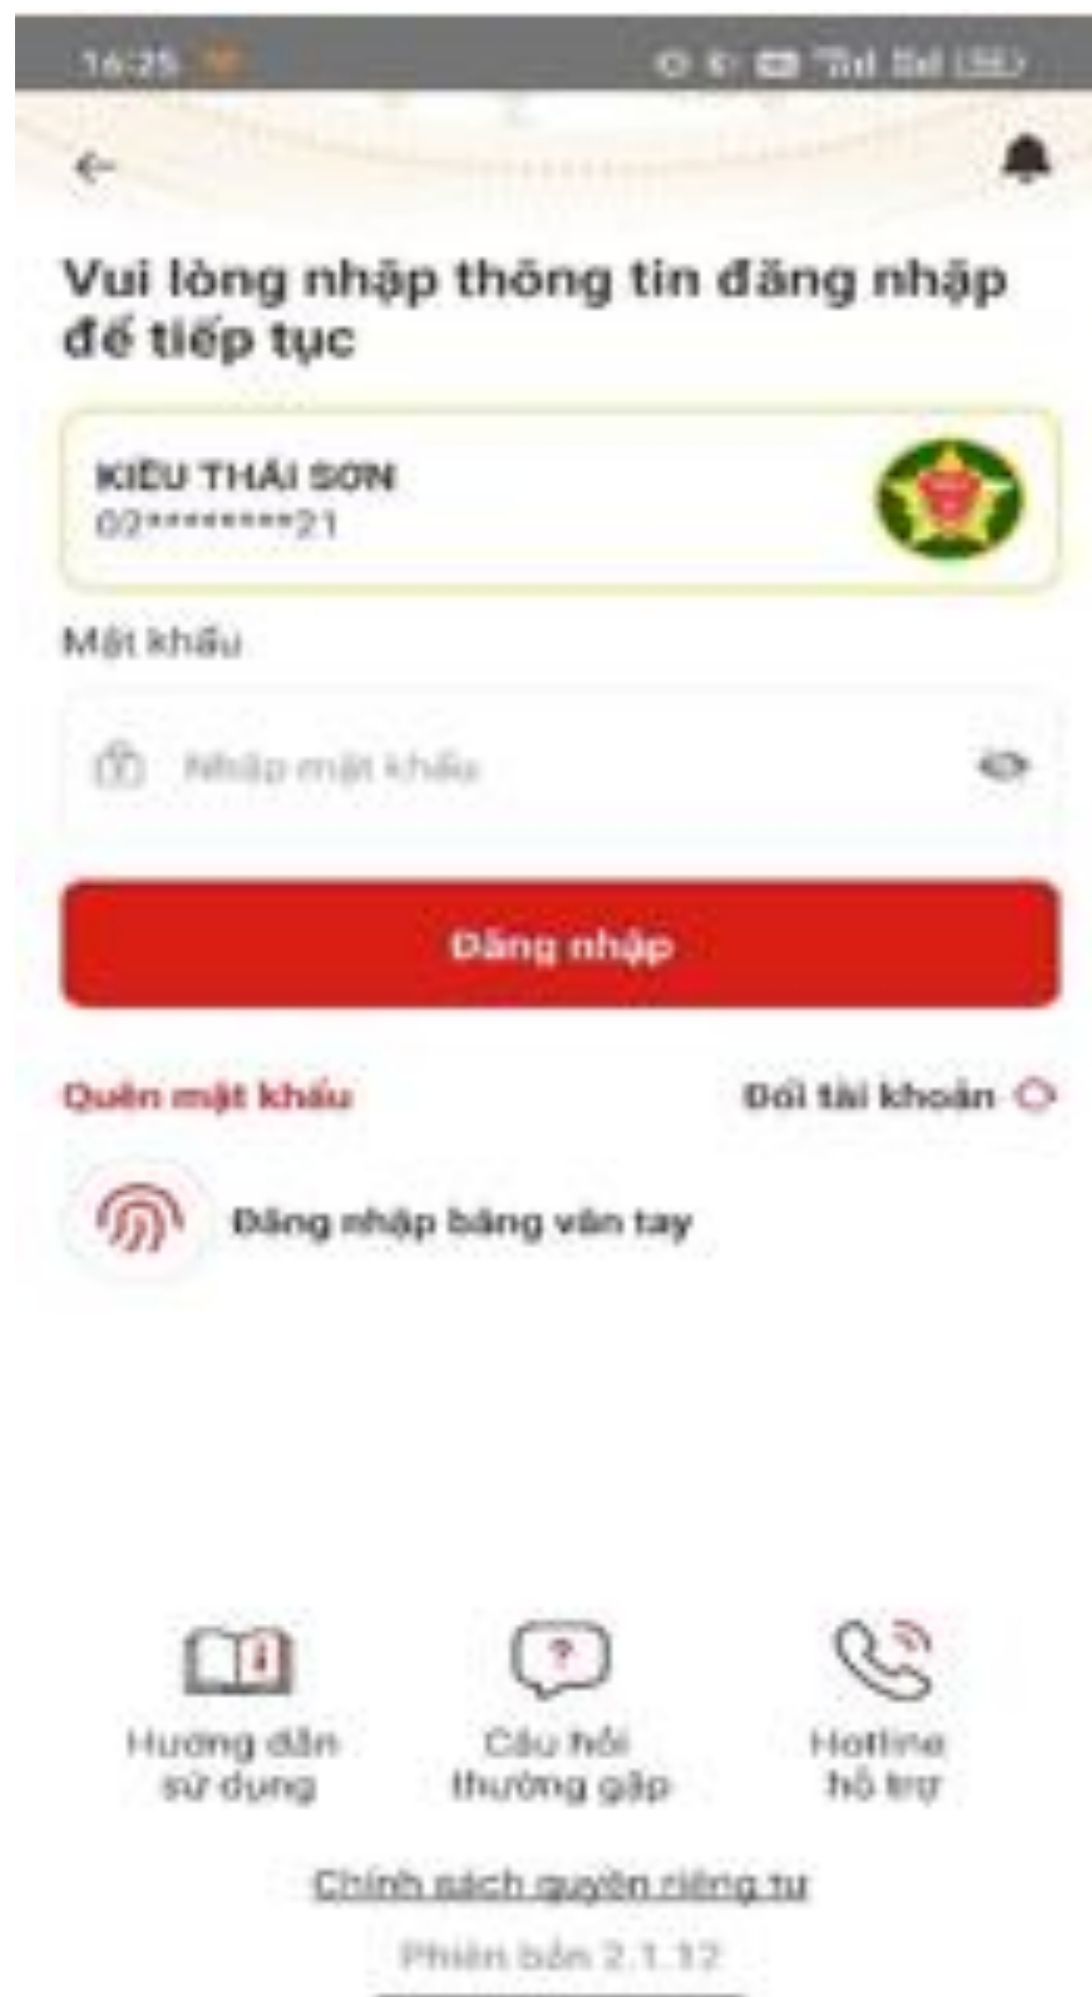 16:25
Vui lòng nhập thông tin đăng nhập
để tiếp tục
KIỀU THÁI SƠN
02********21
Mật khẩu
Nhập mật khẩu
Đăng nhập
Quên mật khẩu
Đổi tài khoản
Đăng nhập bằng vân tay
Hướng dẫn
sử dụng
Câu hỏi
thường gặp
Hotline
hỗ trợ
Chính sách quyền riêng tư
Phiên bản 2.1.12